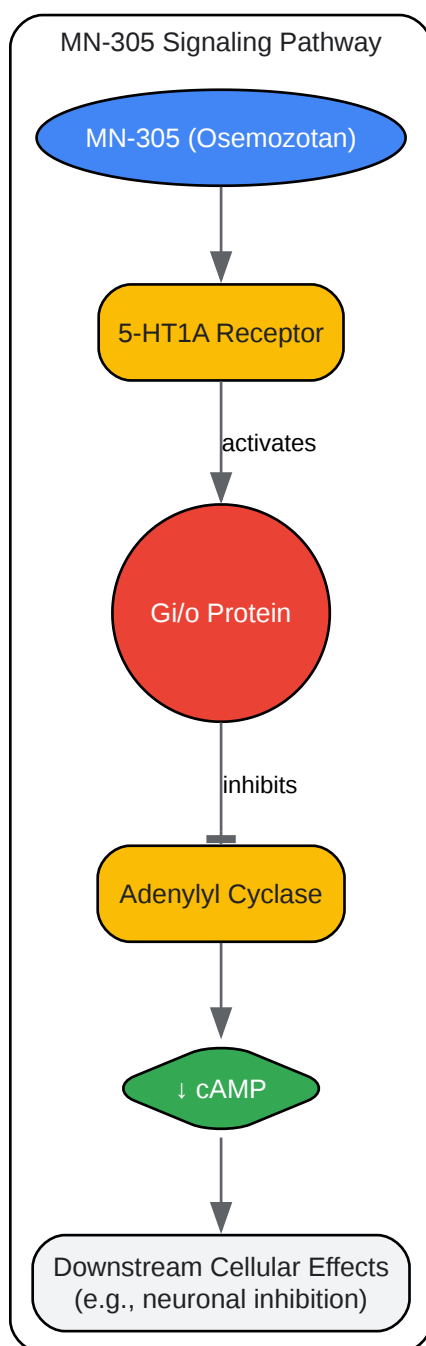 MN-305 Signaling Pathway
MN-305 (Osemozotan)
5-HT1A Receptor
activates
Gi/o Protein
inhibits
Adenylyl Cyclase
↓ cAMP
Downstream Cellular Effects
(e.g., neuronal inhibition)